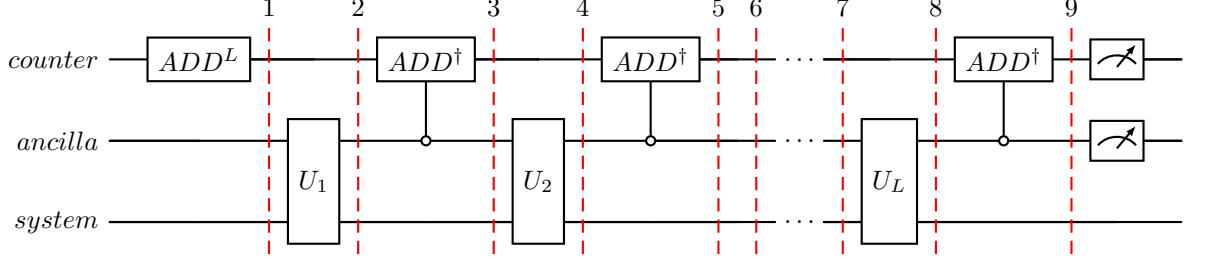 1 2 3 4 5 6 7 8 9
counter ADD^L ADD^† ADD^† ··· ADD^†
ancilla ···
U_1 U_2 U_L
system ···